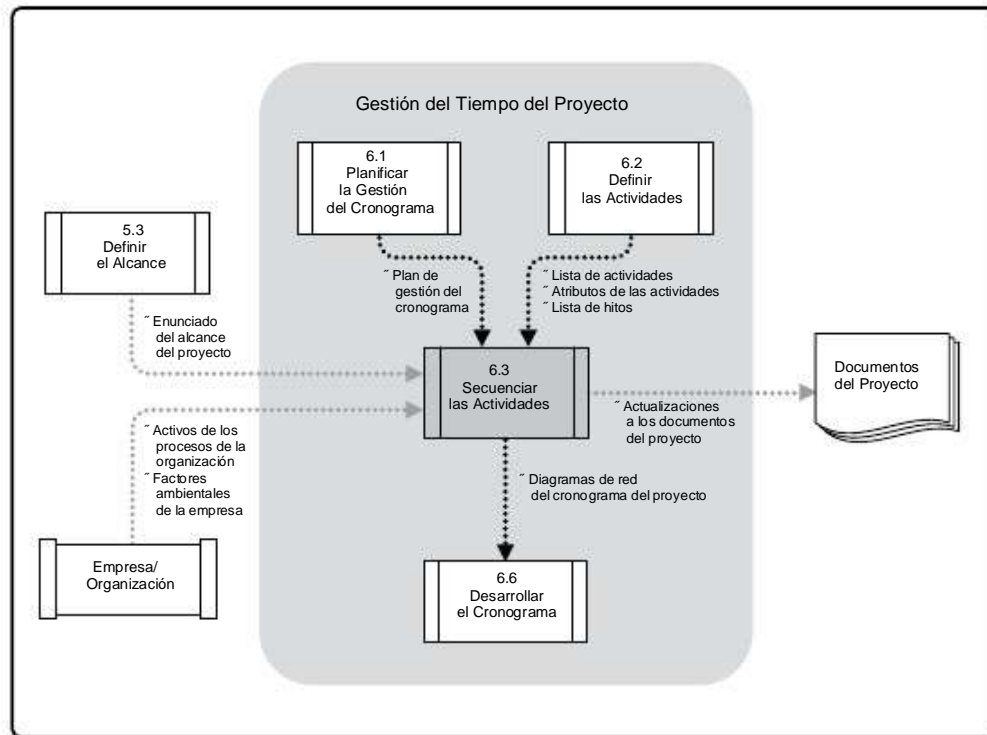 Gestión del Tiempo del Proyecto
6.1
Planificar
la Gestión
del Cronograma
6.2
Definir
las Actividades
5.3
Definir
el Alcance
˝ Plan de
gestión del
cronograma
˝ Lista de actividades
˝ Atributos de las actividades
˝ Lista de hitos
˝ Enunciado
del alcance
del proyecto
6.3
Secuenciar
las Actividades
Documentos
del Proyecto
˝ Actualizaciones
a los documentos
del proyecto
˝ Activos de los
procesos de la
organización
˝ Factores
ambientales
de la empresa
˝ Diagramas de red
del cronograma del proyecto
Empresa/
Organización
6.6
Desarrollar
el Cronograma